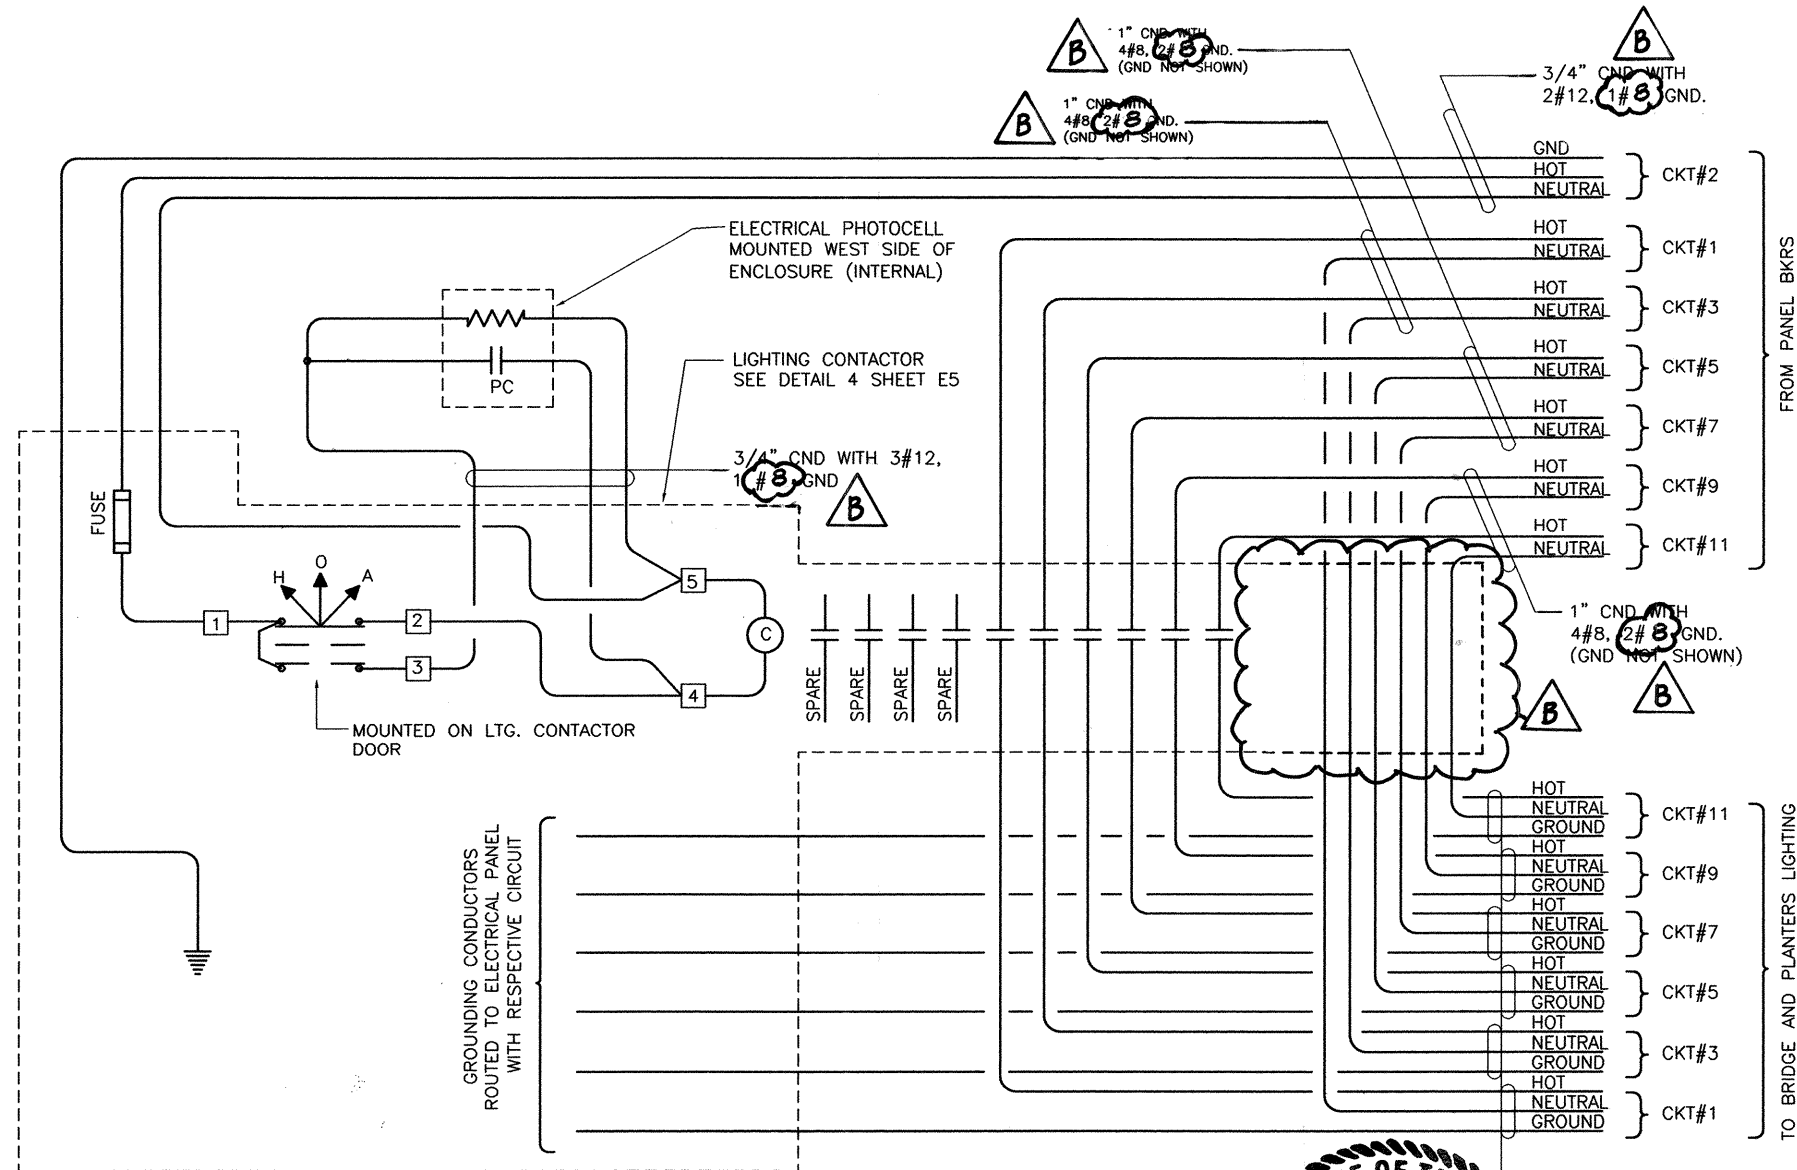 B
1" CND WITH
4#8, 2# 8 GND.
(GND NOT SHOWN)
B
3/4" CND WITH
2#12, 1# 8 GND.
B
1" CND WITH
4#8, 2# 8 GND.
(GND NOT SHOWN)
GND
HOT
NEUTRAL
CKT#2
HOT
NEUTRAL
CKT#1
HOT
NEUTRAL
CKT#3
HOT
NEUTRAL
CKT#5
HOT
NEUTRAL
CKT#7
HOT
NEUTRAL
CKT#9
HOT
NEUTRAL
CKT#11
FROM PANEL BKRS
ELECTRICAL PHOTOCELL
MOUNTED WEST SIDE OF
ENCLOSURE (INTERNAL)
PC
LIGHTING CONTACTOR
SEE DETAIL 4 SHEET E5
3/4" CND WITH 3#12,
1 # 8 GND
B
FUSE
H
O
A
1
2
3
5
4
C
SPARE
SPARE
SPARE
SPARE
MOUNTED ON LTG. CONTACTOR
DOOR
1" CND WITH
4#8, 2# 8 GND.
(GND NOT SHOWN)
B
B
GROUNDING CONDUCTORS
ROUTED TO ELECTRICAL PANEL
WITH RESPECTIVE CIRCUIT
HOT
NEUTRAL
GROUND
CKT#11
HOT
NEUTRAL
GROUND
CKT#9
HOT
NEUTRAL
GROUND
CKT#7
HOT
NEUTRAL
GROUND
CKT#5
HOT
NEUTRAL
GROUND
CKT#3
HOT
NEUTRAL
GROUND
CKT#1
TO BRIDGE AND PLANTERS LIGHTING